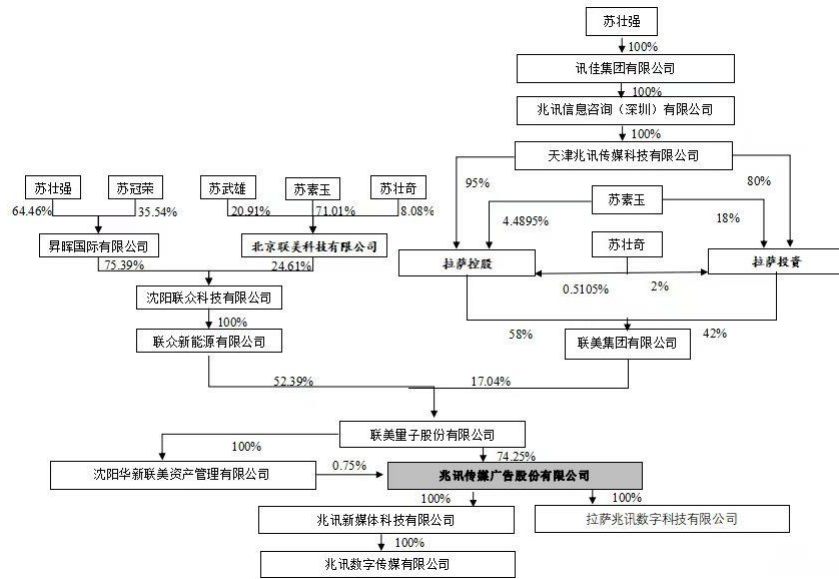 苏壮强
100%
讯佳集团有限公司
100%
兆讯信息咨询（深圳）有限公司
100%
天津兆讯传媒科技有限公司
95%
80%
苏壮强
苏冠荣
苏武雄
苏素玉
苏壮奇
苏素玉
64.46%
35.54%
20.91%
71.01%
8.08%
4.4895%
18%
昇晖国际有限公司
北京联美科技有限公司
苏壮奇
75.39%
24.61%
拉萨控股
拉萨投资
0.5105%
2%
沈阳联众科技有限公司
100%
58%
42%
联众新能源有限公司
联美集团有限公司
52.39%
17.04%
联美量子股份有限公司
100%
74.25%
沈阳华新联美资产管理有限公司
0.75%
兆讯传媒广告股份有限公司
100%
100%
兆讯新媒体科技有限公司
拉萨兆讯数字科技有限公司
100%
兆讯数字传媒有限公司